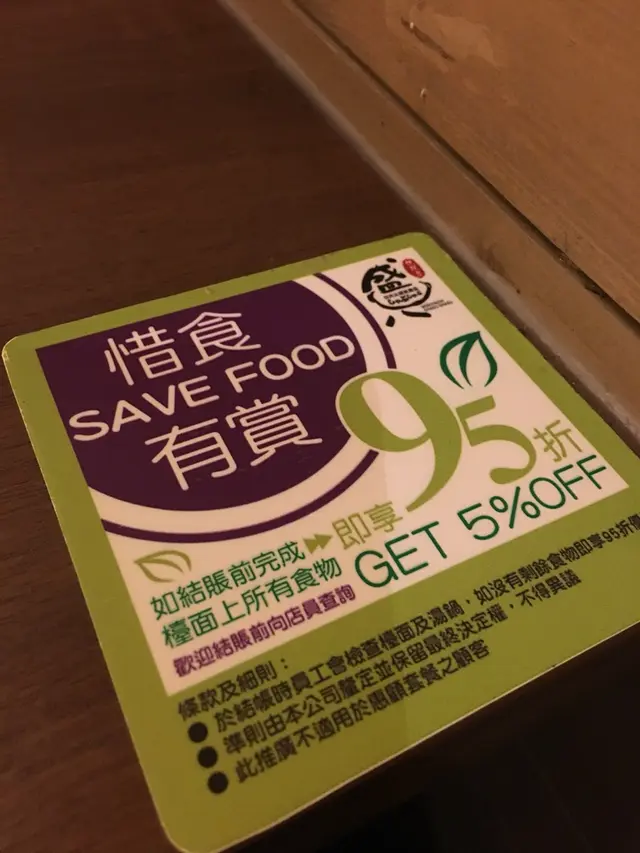 惜食
SAVE FOOD
有賞
盛
95折
如結賬前完成
檯面上所有食物
即享
GET 5%OFF
歡迎結賬前向店員查詢
條款及細則：
● 於結帳時員工會檢查檯面及湯鍋，如沒有剩餘食物即享95折優
● 準則由本公司釐定並保留最終決定權，不得異議
● 此推廣不適用於惠顧套餐之顧客